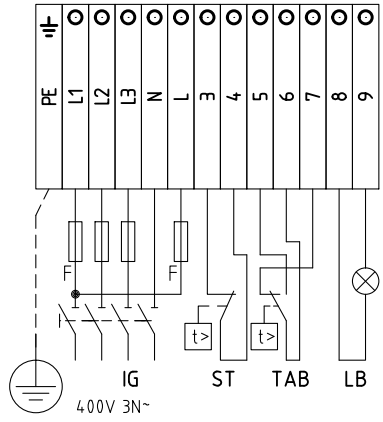 PE L1 L2 L3 N L 3 4 5 6 7 8 9
F F
t> t>
IG ST TAB LB
400V 3N~